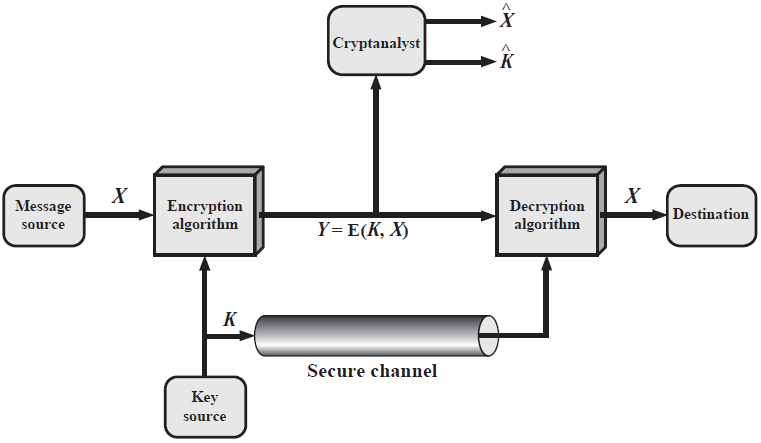 X̂
Cryptanalyst
K̂
Message
source
X
Encryption
algorithm
Y = E(K, X)
Decryption
algorithm
X
Destination
K
Secure channel
Key
source